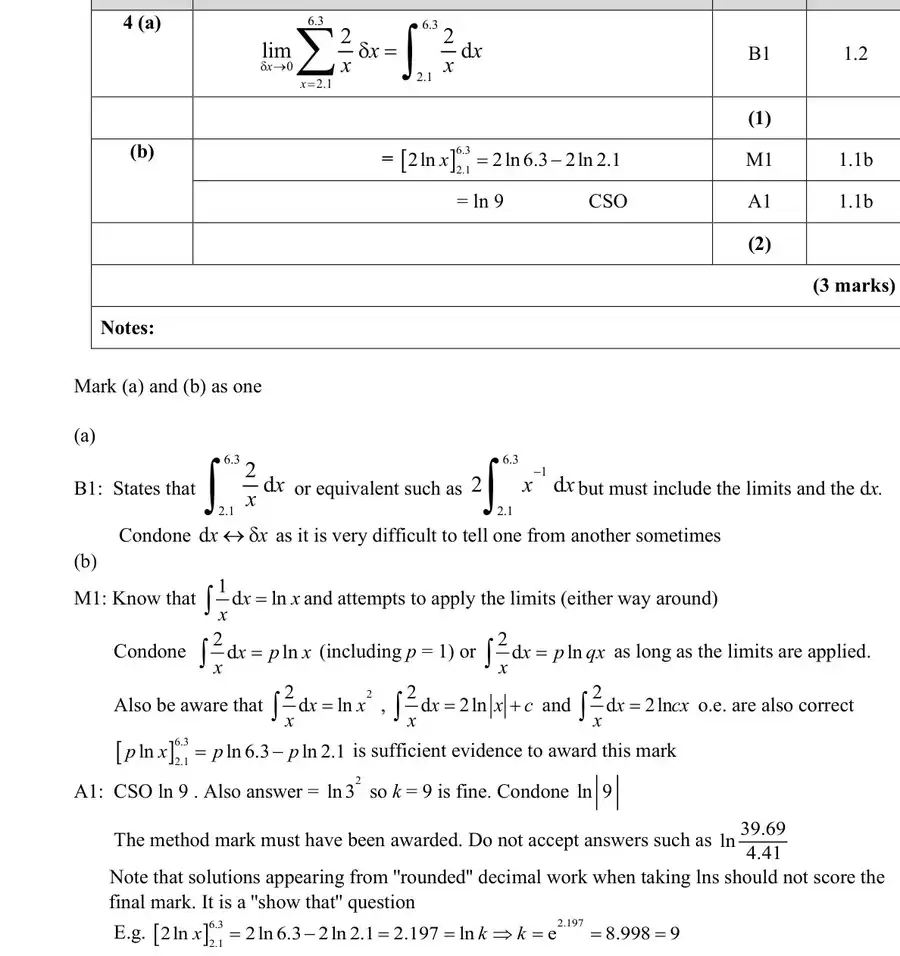 4 (a) lim δx→0 ∑ x=2.1 6.3 2/x δx = ∫ 2.1 6.3 2/x dx B1 1.2
(1)
(b) = [2 ln x] 2.1 6.3 = 2 ln 6.3 – 2 ln 2.1 M1 1.1b
= ln 9 CSO A1 1.1b
(2)
(3 marks)
Notes:
Mark (a) and (b) as one
(a)
B1: States that ∫ 2.1 6.3 2/x dx or equivalent such as 2 ∫ 2.1 6.3 x⁻¹ dx but must include the limits and the dx.
Condone dx ↔ δx as it is very difficult to tell one from another sometimes
(b)
M1: Know that ∫ 1/x dx = ln x and attempts to apply the limits (either way around)
Condone ∫ 2/x dx = p ln x (including p = 1) or ∫ 2/x dx = p ln qx as long as the limits are applied.
Also be aware that ∫ 2/x dx = ln x², ∫ 2/x dx = 2 ln|x| + c and ∫ 2/x dx = 2 lncx o.e. are also correct
[p ln x] 2.1 6.3 = p ln 6.3 – p ln 2.1 is sufficient evidence to award this mark
A1: CSO ln 9 . Also answer = ln 3² so k = 9 is fine. Condone ln|9|
The method mark must have been awarded. Do not accept answers such as ln 39.69/4.41
Note that solutions appearing from "rounded" decimal work when taking lns should not score the
final mark. It is a "show that" question
E.g. [2 ln x] 2.1 6.3 = 2 ln 6.3 – 2 ln 2.1 = 2.197 = ln k ⇒ k = e^2.197 = 8.998 = 9